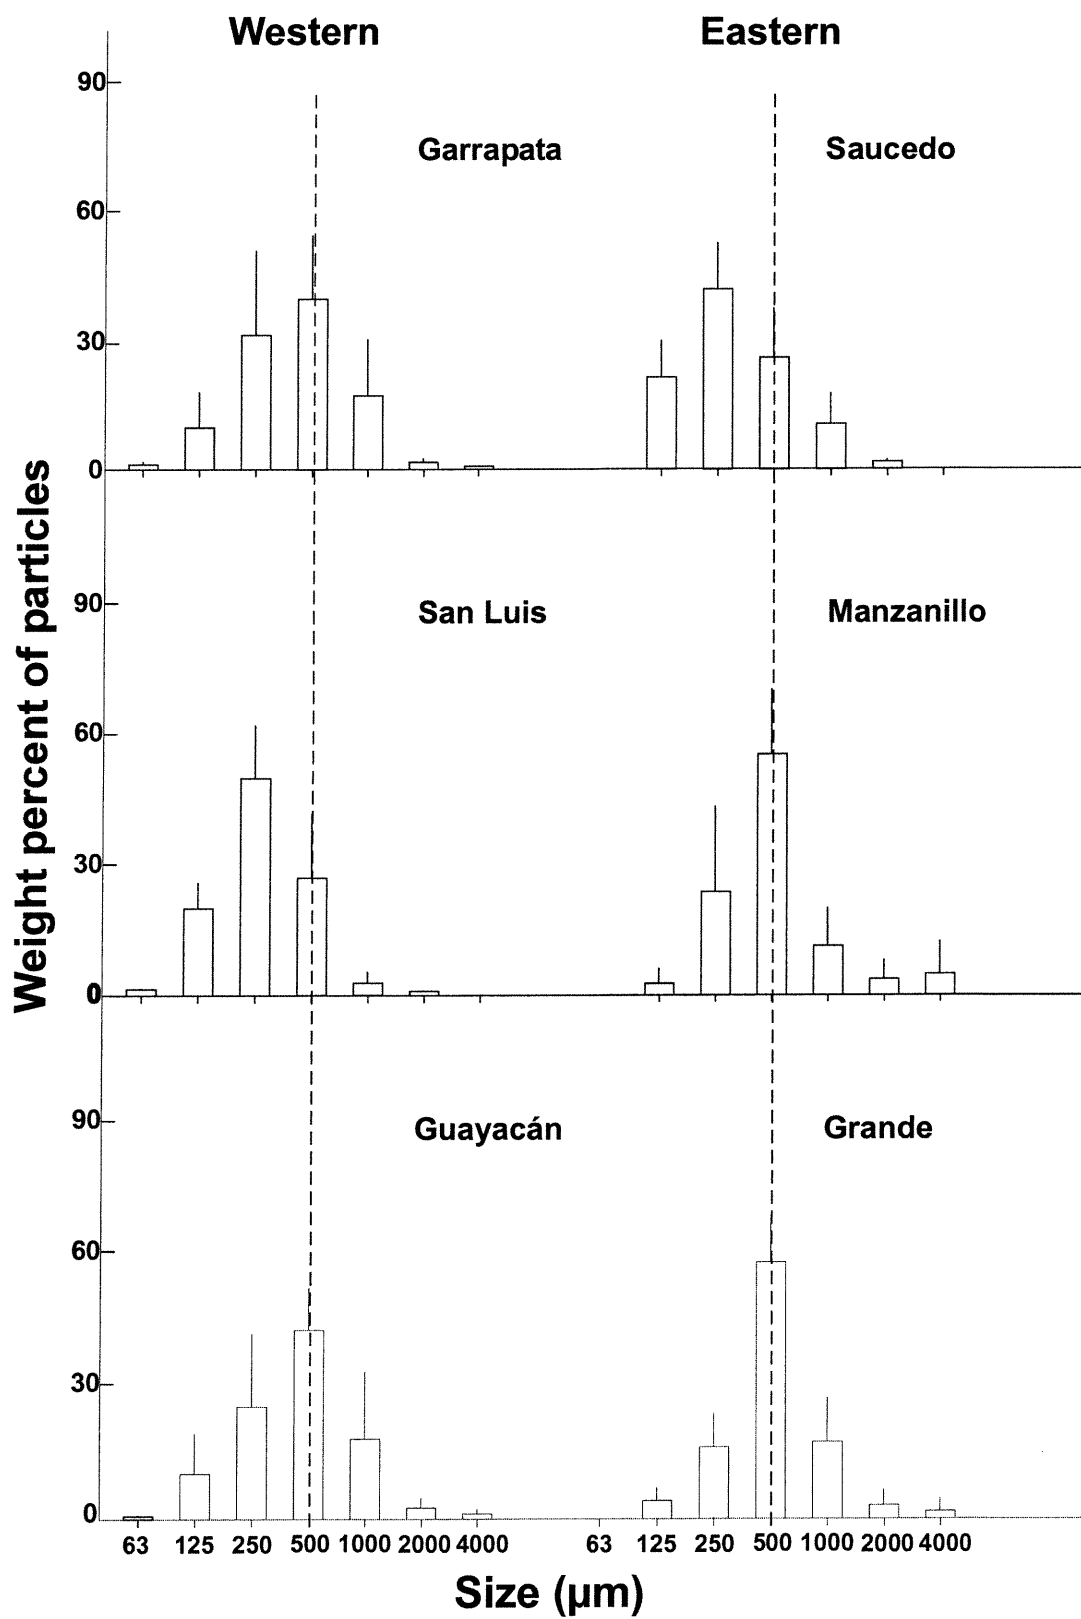 Western Eastern
90
Garrapata Saucedo
60
30
0
Weight percent of particles
90
San Luis Manzanillo
60
30
0
90
Guayacán Grande
60
30
0
63 125 250 500 1000 2000 4000 63 125 250 500 1000 2000 4000
Size (µm)